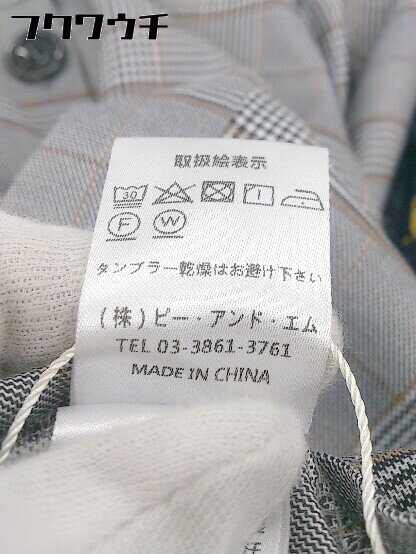 フクワウチ
取扱絵表示
30
F W
タンブラー乾燥はお避け下さい
(株)ピー・アンド・エム
TEL 03-3861-3761
MADE IN CHINA